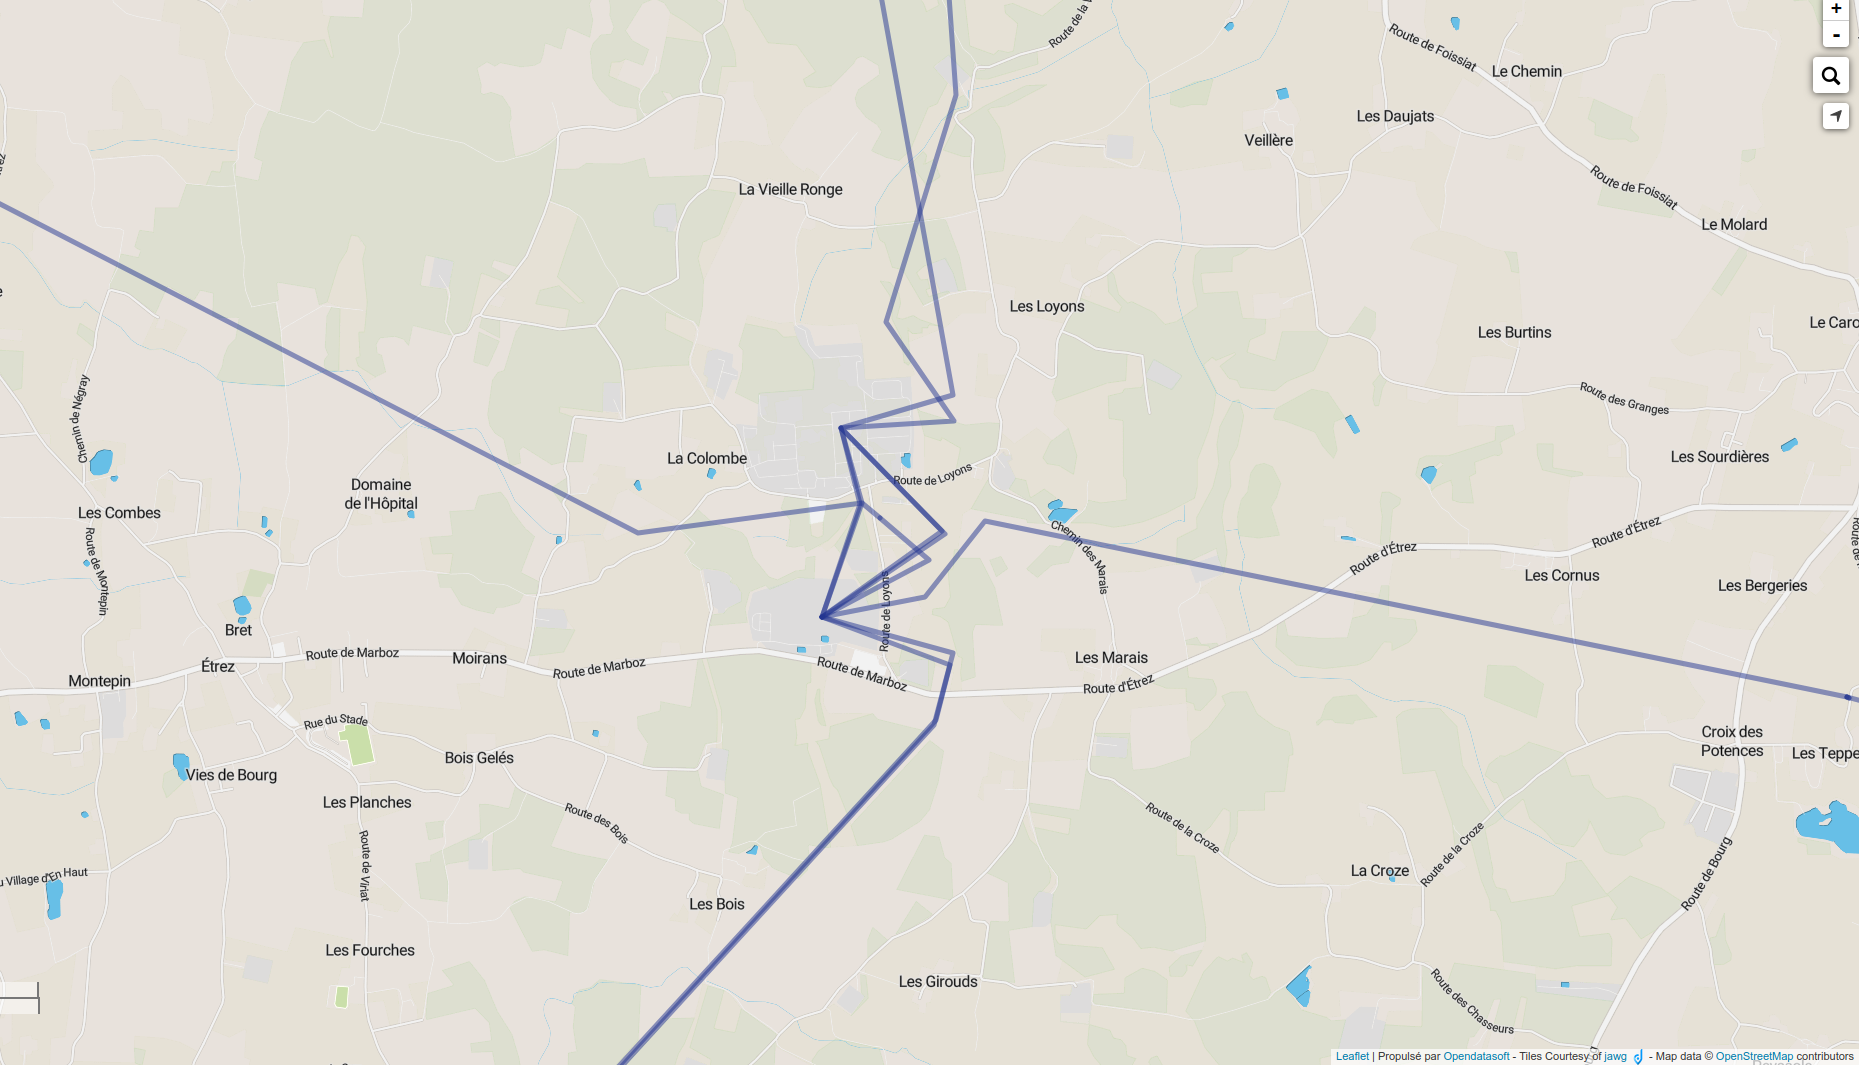 +
-
Route de la
Route de Foissiat
Le Chemin
Les Daujats
Veillère
Route de Foissiat
La Vieille Ronge
Le Molard
Les Loyons
Le Caro
Les Burtins
Chemin de Négray
Route des Granges
La Colombe
Les Sourdières
Route de Loyons
Domaine
de l'Hôpital
Les Combes
Chemin des Marais
Route d'Étrez
Route d'Étrez
Route de Montepin
Les Cornus
Les Bergeries
Route de Loyons
Bret
Route de Marboz
Moirans
Étrez
Route de Marboz
Route de Marboz
Les Marais
Route d'Étrez
Montepin
Rue du Stade
Croix des
Potences
Les Teppe
Bois Gelés
Vies de Bourg
Les Planches
Route des Bois
Route de la Croze
Route de la Croze
Route de Viriat
La Croze
Route de Bourg
u Village d'En Haut
Les Bois
Les Fourches
Les Girouds
Route des Chasseurs
Leaflet | Propulsé par Opendatasoft - Tiles Courtesy of jawg - Map data © OpenStreetMap contributors